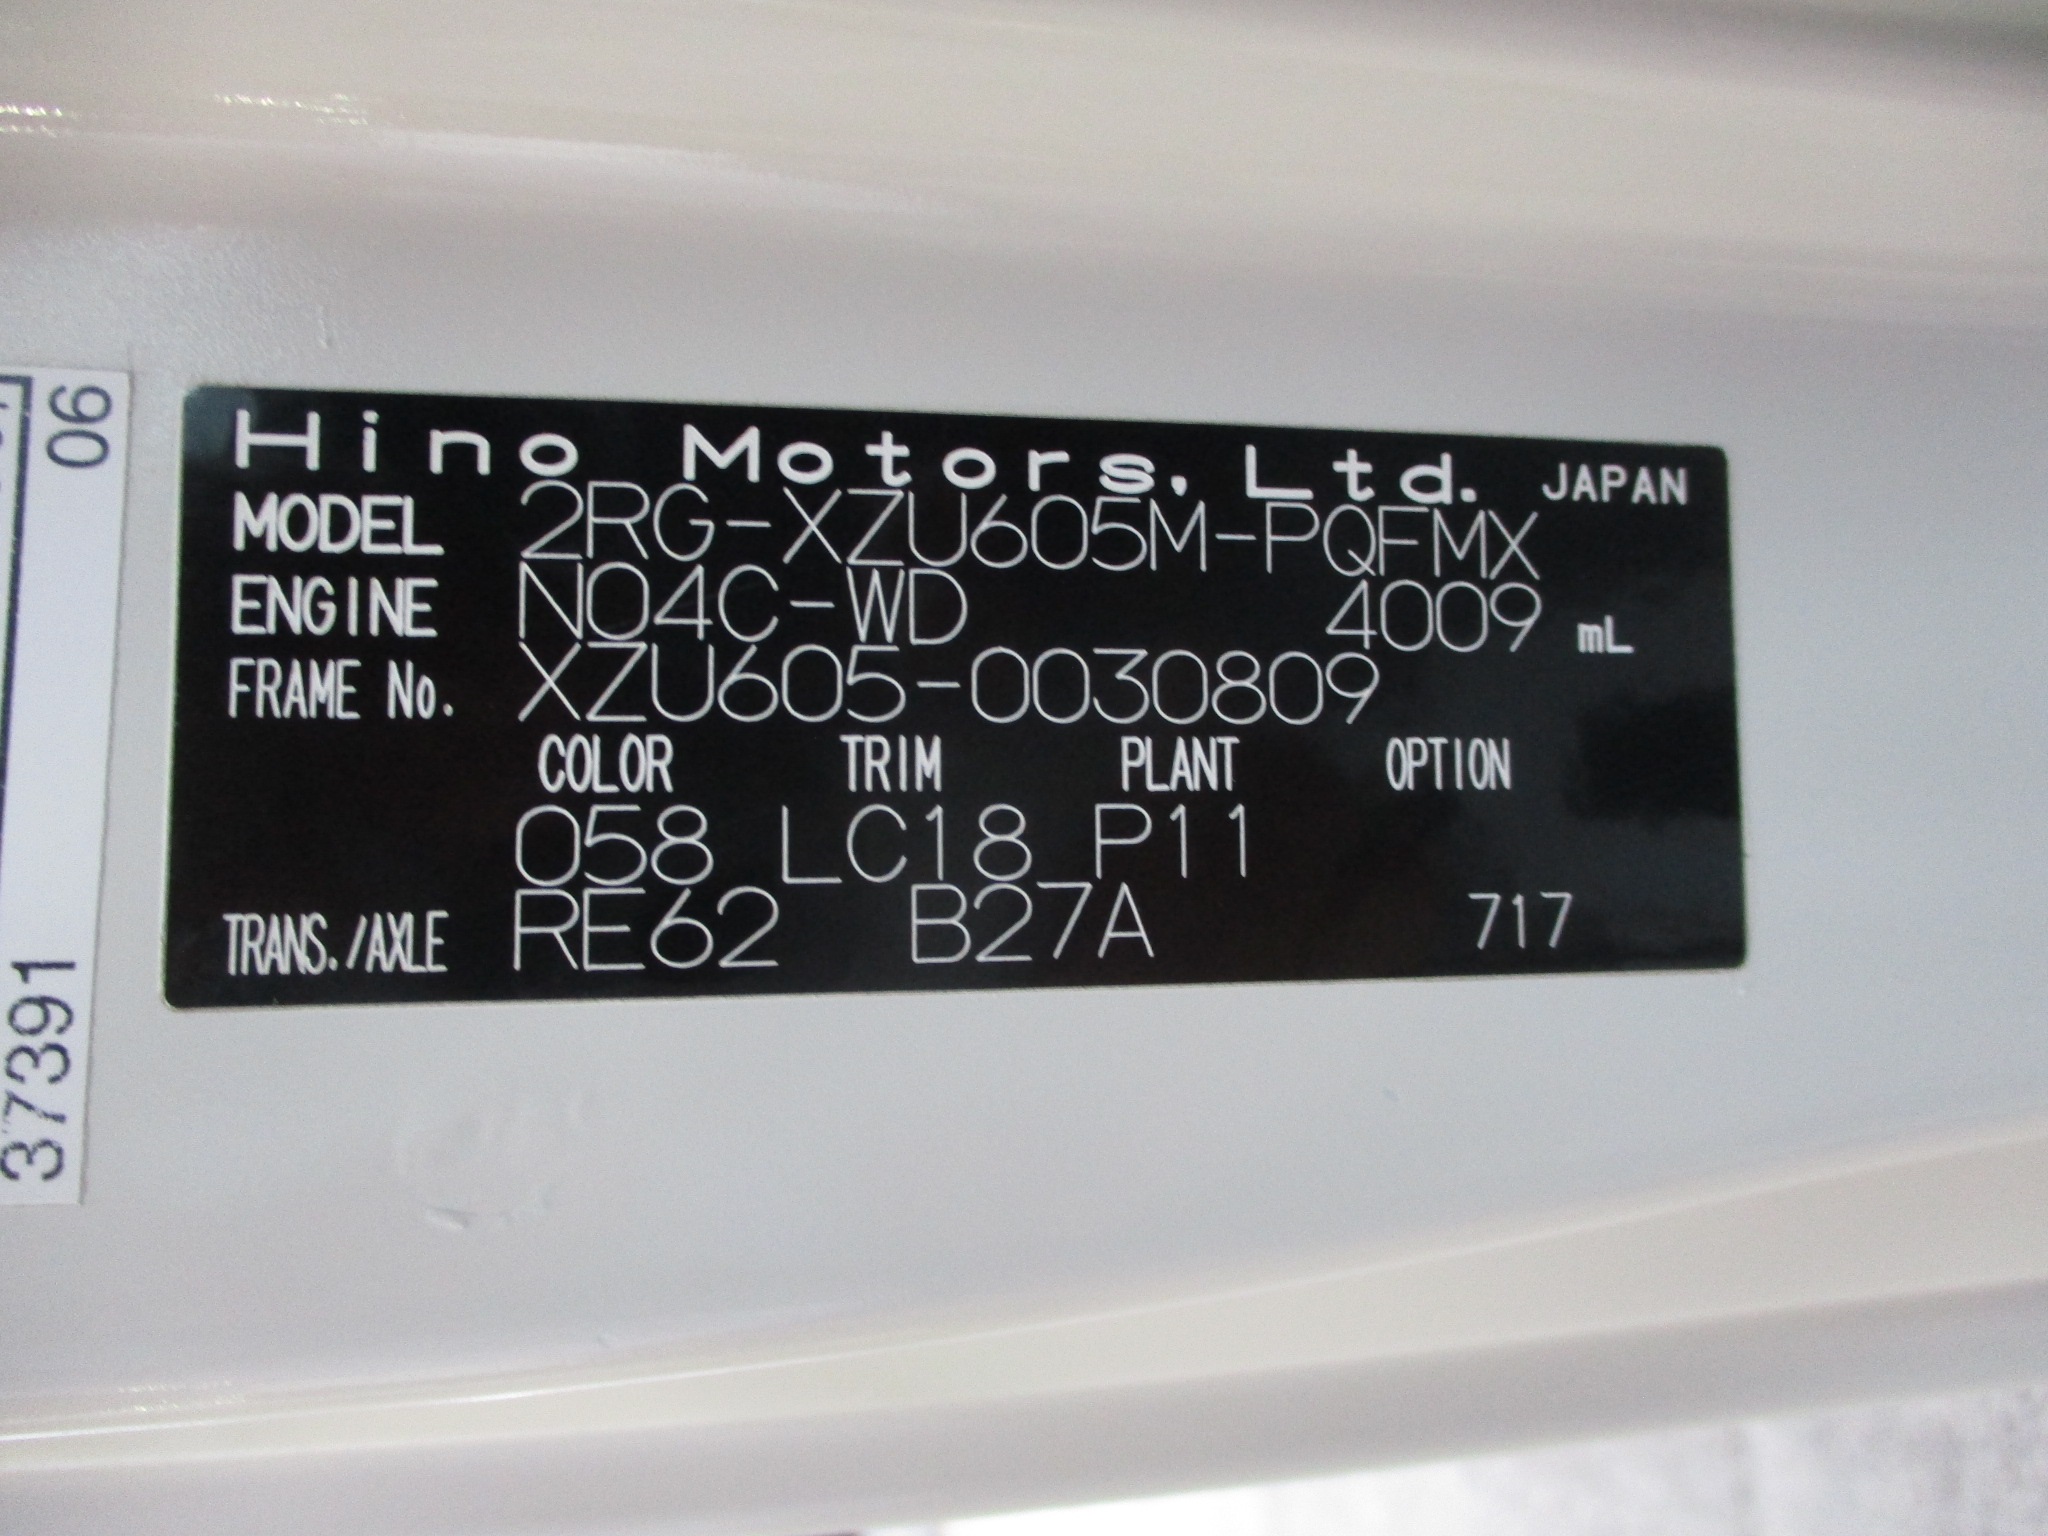 Hino Motors, Ltd. JAPAN
MODEL 2RG-XZU605M-PQFMX
ENGINE N04C-WD 4009 mL
FRAME No. XZU605-0030809
COLOR TRIM PLANT OPTION
058 LC18 P11
TRANS./AXLE RE62 B27A 717
37391 06